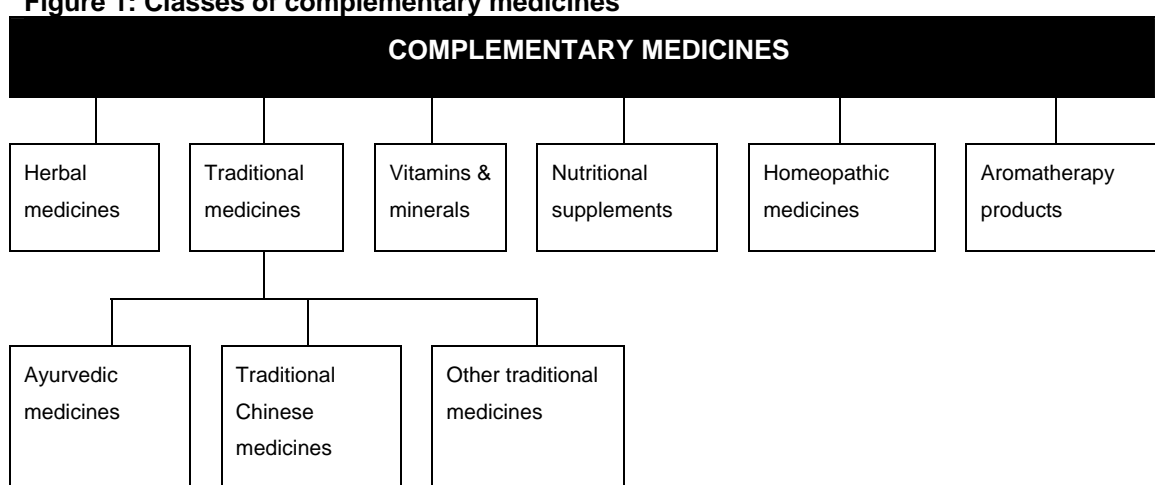 Figure 1: Classes of complementary medicines
COMPLEMENTARY MEDICINES
Herbal
medicines
Traditional
medicines
Vitamins &
minerals
Nutritional
supplements
Homeopathic
medicines
Aromatherapy
products
Ayurvedic
medicines
Traditional
Chinese
medicines
Other traditional
medicines